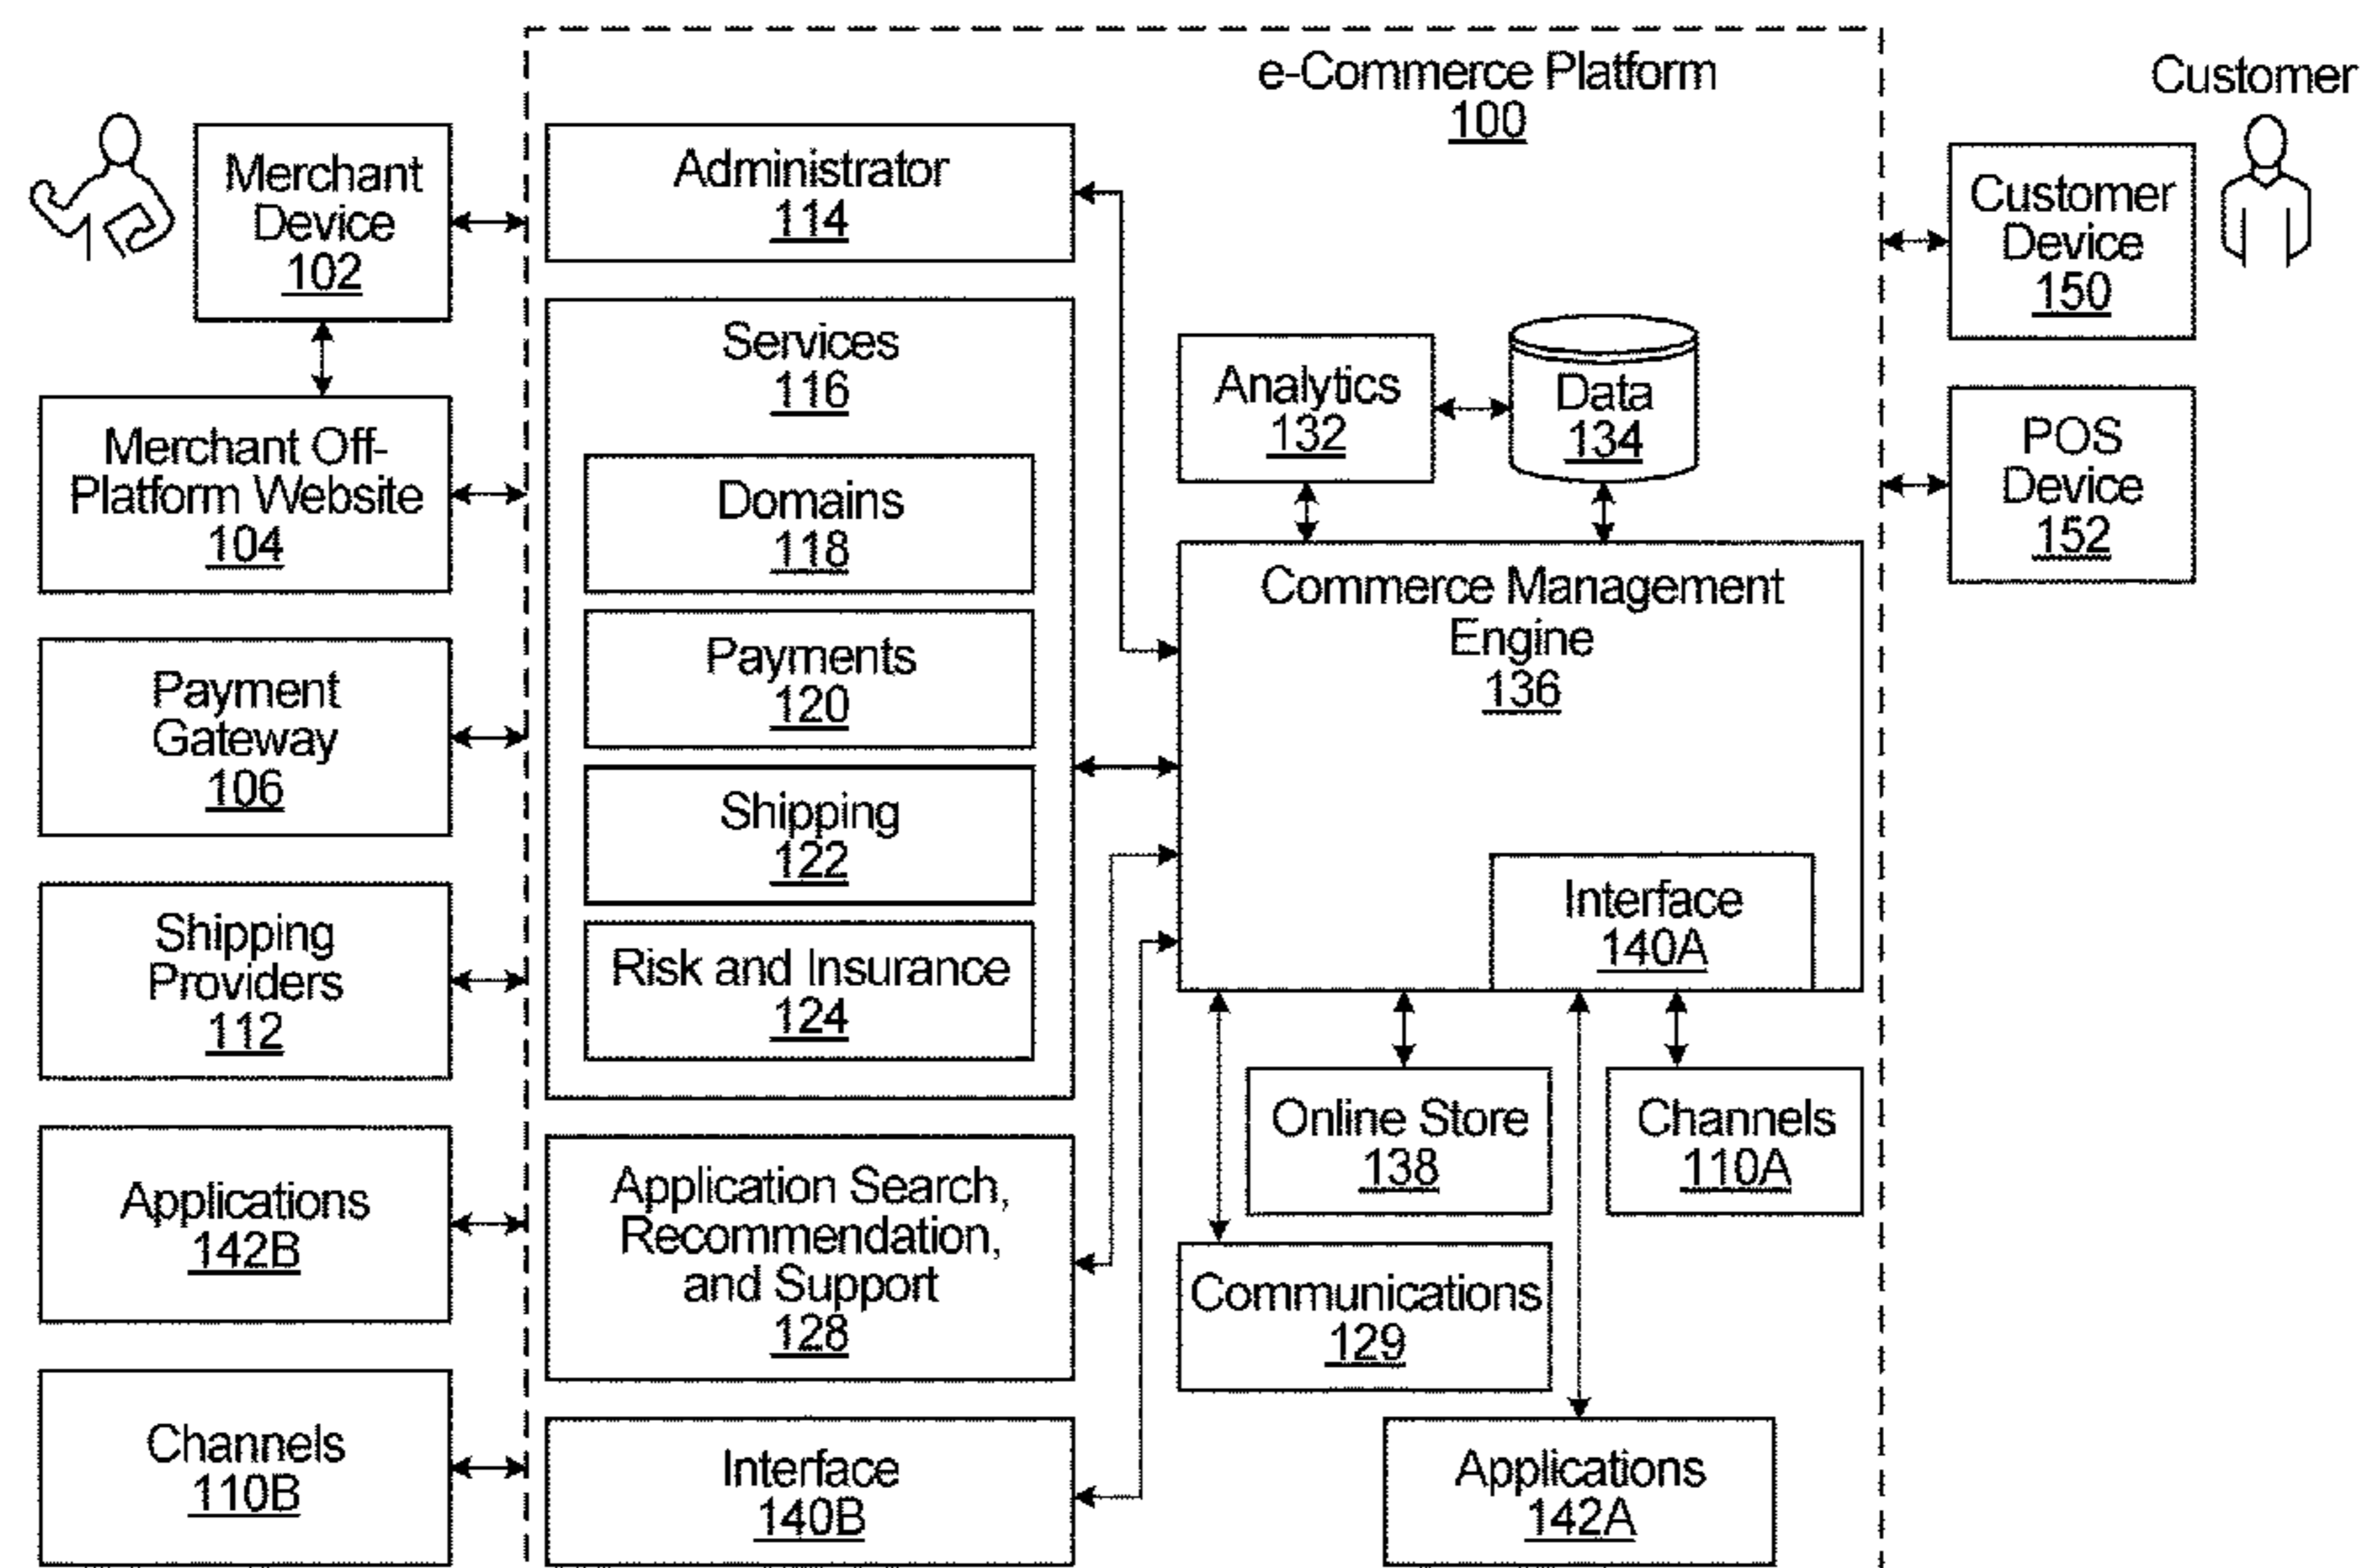 e-Commerce Platform
100
Customer
Merchant
Device
102
Administrator
114
Customer
Device
150
Services
116
Analytics
132
Data
134
Merchant Off-
Platform Website
104
POS
Device
152
Domains
118
Commerce Management
Engine
136
Payments
120
Payment
Gateway
106
Shipping
122
Interface
140A
Shipping
Providers
112
Risk and Insurance
124
Online Store
138
Channels
110A
Applications
142B
Application Search,
Recommendation,
and Support
128
Communications
129
Channels
110B
Interface
140B
Applications
142A